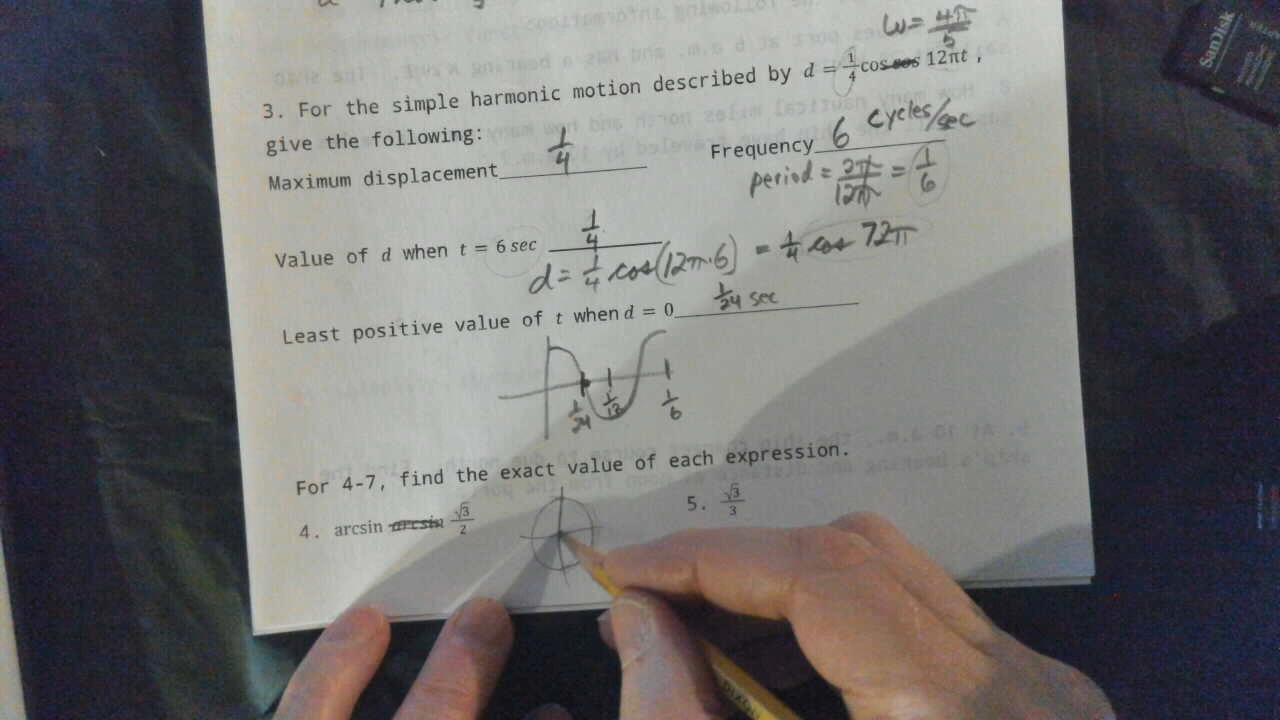 ω = 4π/5
3. For the simple harmonic motion described by d = 1/4 cos cos 12πt ,
give the following:
Maximum displacement 1/4 Frequency 6 cycles/sec
period = 2π/12π = 1/6
Value of d when t = 6 sec 1/4
d = 1/4 cos(12π·6) = 1/4 cos 72π
Least positive value of t when d = 0 1/24 sec
1/24 1/12 1/6
For 4-7, find the exact value of each expression.
4. arcsin arcsin √3/2 5. √3/3
SanDisk